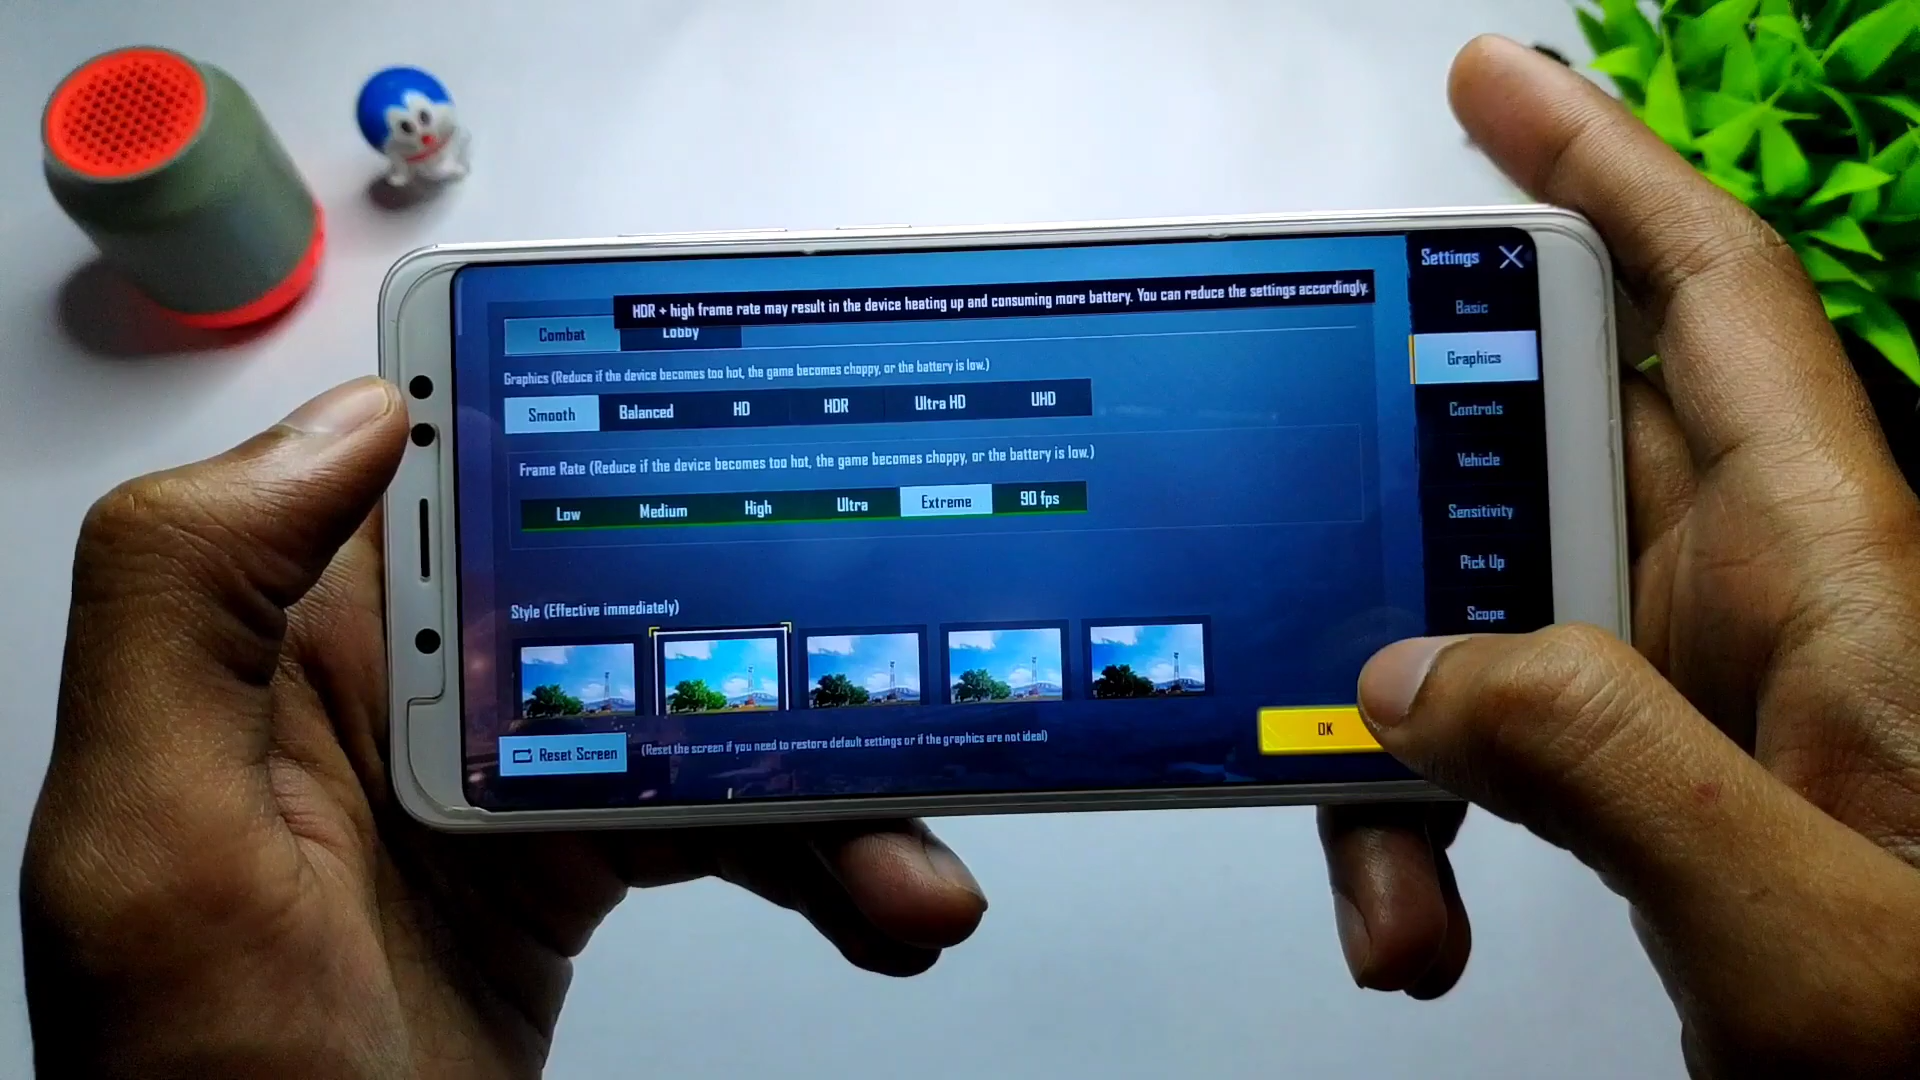 HDR + high frame rate may result in the device heating up and consuming more battery. You can reduce the settings accordingly.
Settings
Combat
Lobby
Basic
Graphics (Reduce if the device becomes too hot, the game becomes choppy, or the battery is low.)
Graphics
Smooth
Balanced
HD
HDR
Ultra HD
UHD
Controls
Frame Rate (Reduce if the device becomes too hot, the game becomes choppy, or the battery is low.)
Vehicle
Low
Medium
High
Ultra
Extreme
90 fps
Sensitivity
Pick Up
Style (Effective immediately)
Scope
Reset Screen
(Reset the screen if you need to restore default settings or if the graphics are not ideal)
OK